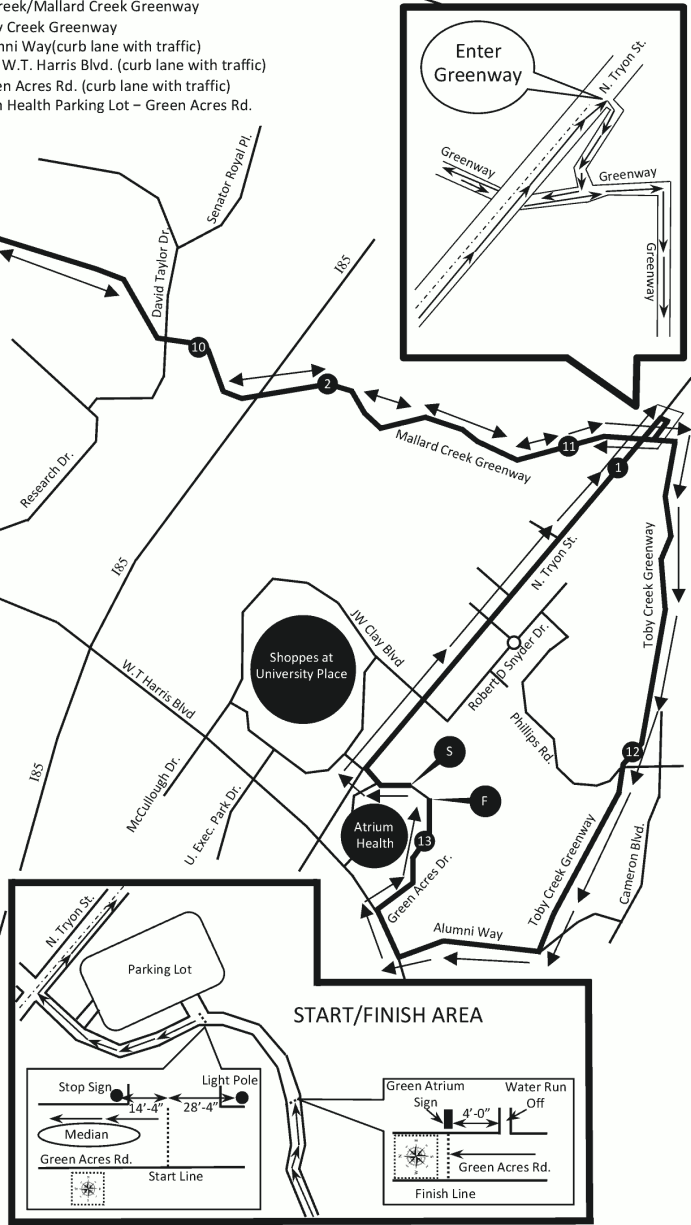 reek/Mallard Creek Greenway
y Creek Greenway
nni Way(curb lane with traffic)
W.T. Harris Blvd. (curb lane with traffic)
en Acres Rd. (curb lane with traffic)
n Health Parking Lot – Green Acres Rd.
Enter
Greenway
N. Tryon St.
Greenway
Greenway
Greenway
Senator Royal Pl.
David Taylor Dr.
I85
10
2
11
1
Mallard Creek Greenway
Research Dr.
N. Tryon St.
Toby Creek Greenway
I85
JW Clay Blvd
Shoppes at
University Place
Robert D Snyder Dr.
W.T Harris Blvd
Phillips Rd.
12
S
I85
McCullough Dr.
U. Exec. Park Dr.
F
Atrium
Health
13
Green Acres Dr.
Toby Creek Greenway
Cameron Blvd.
Alumni Way
N. Tryon St.
Parking Lot
START/FINISH AREA
Stop Sign
Light Pole
14'-4"
28'-4"
Median
Green Acres Rd.
Start Line
Green Atrium
Sign
Water Run
Off
4'-0"
Green Acres Rd.
Finish Line